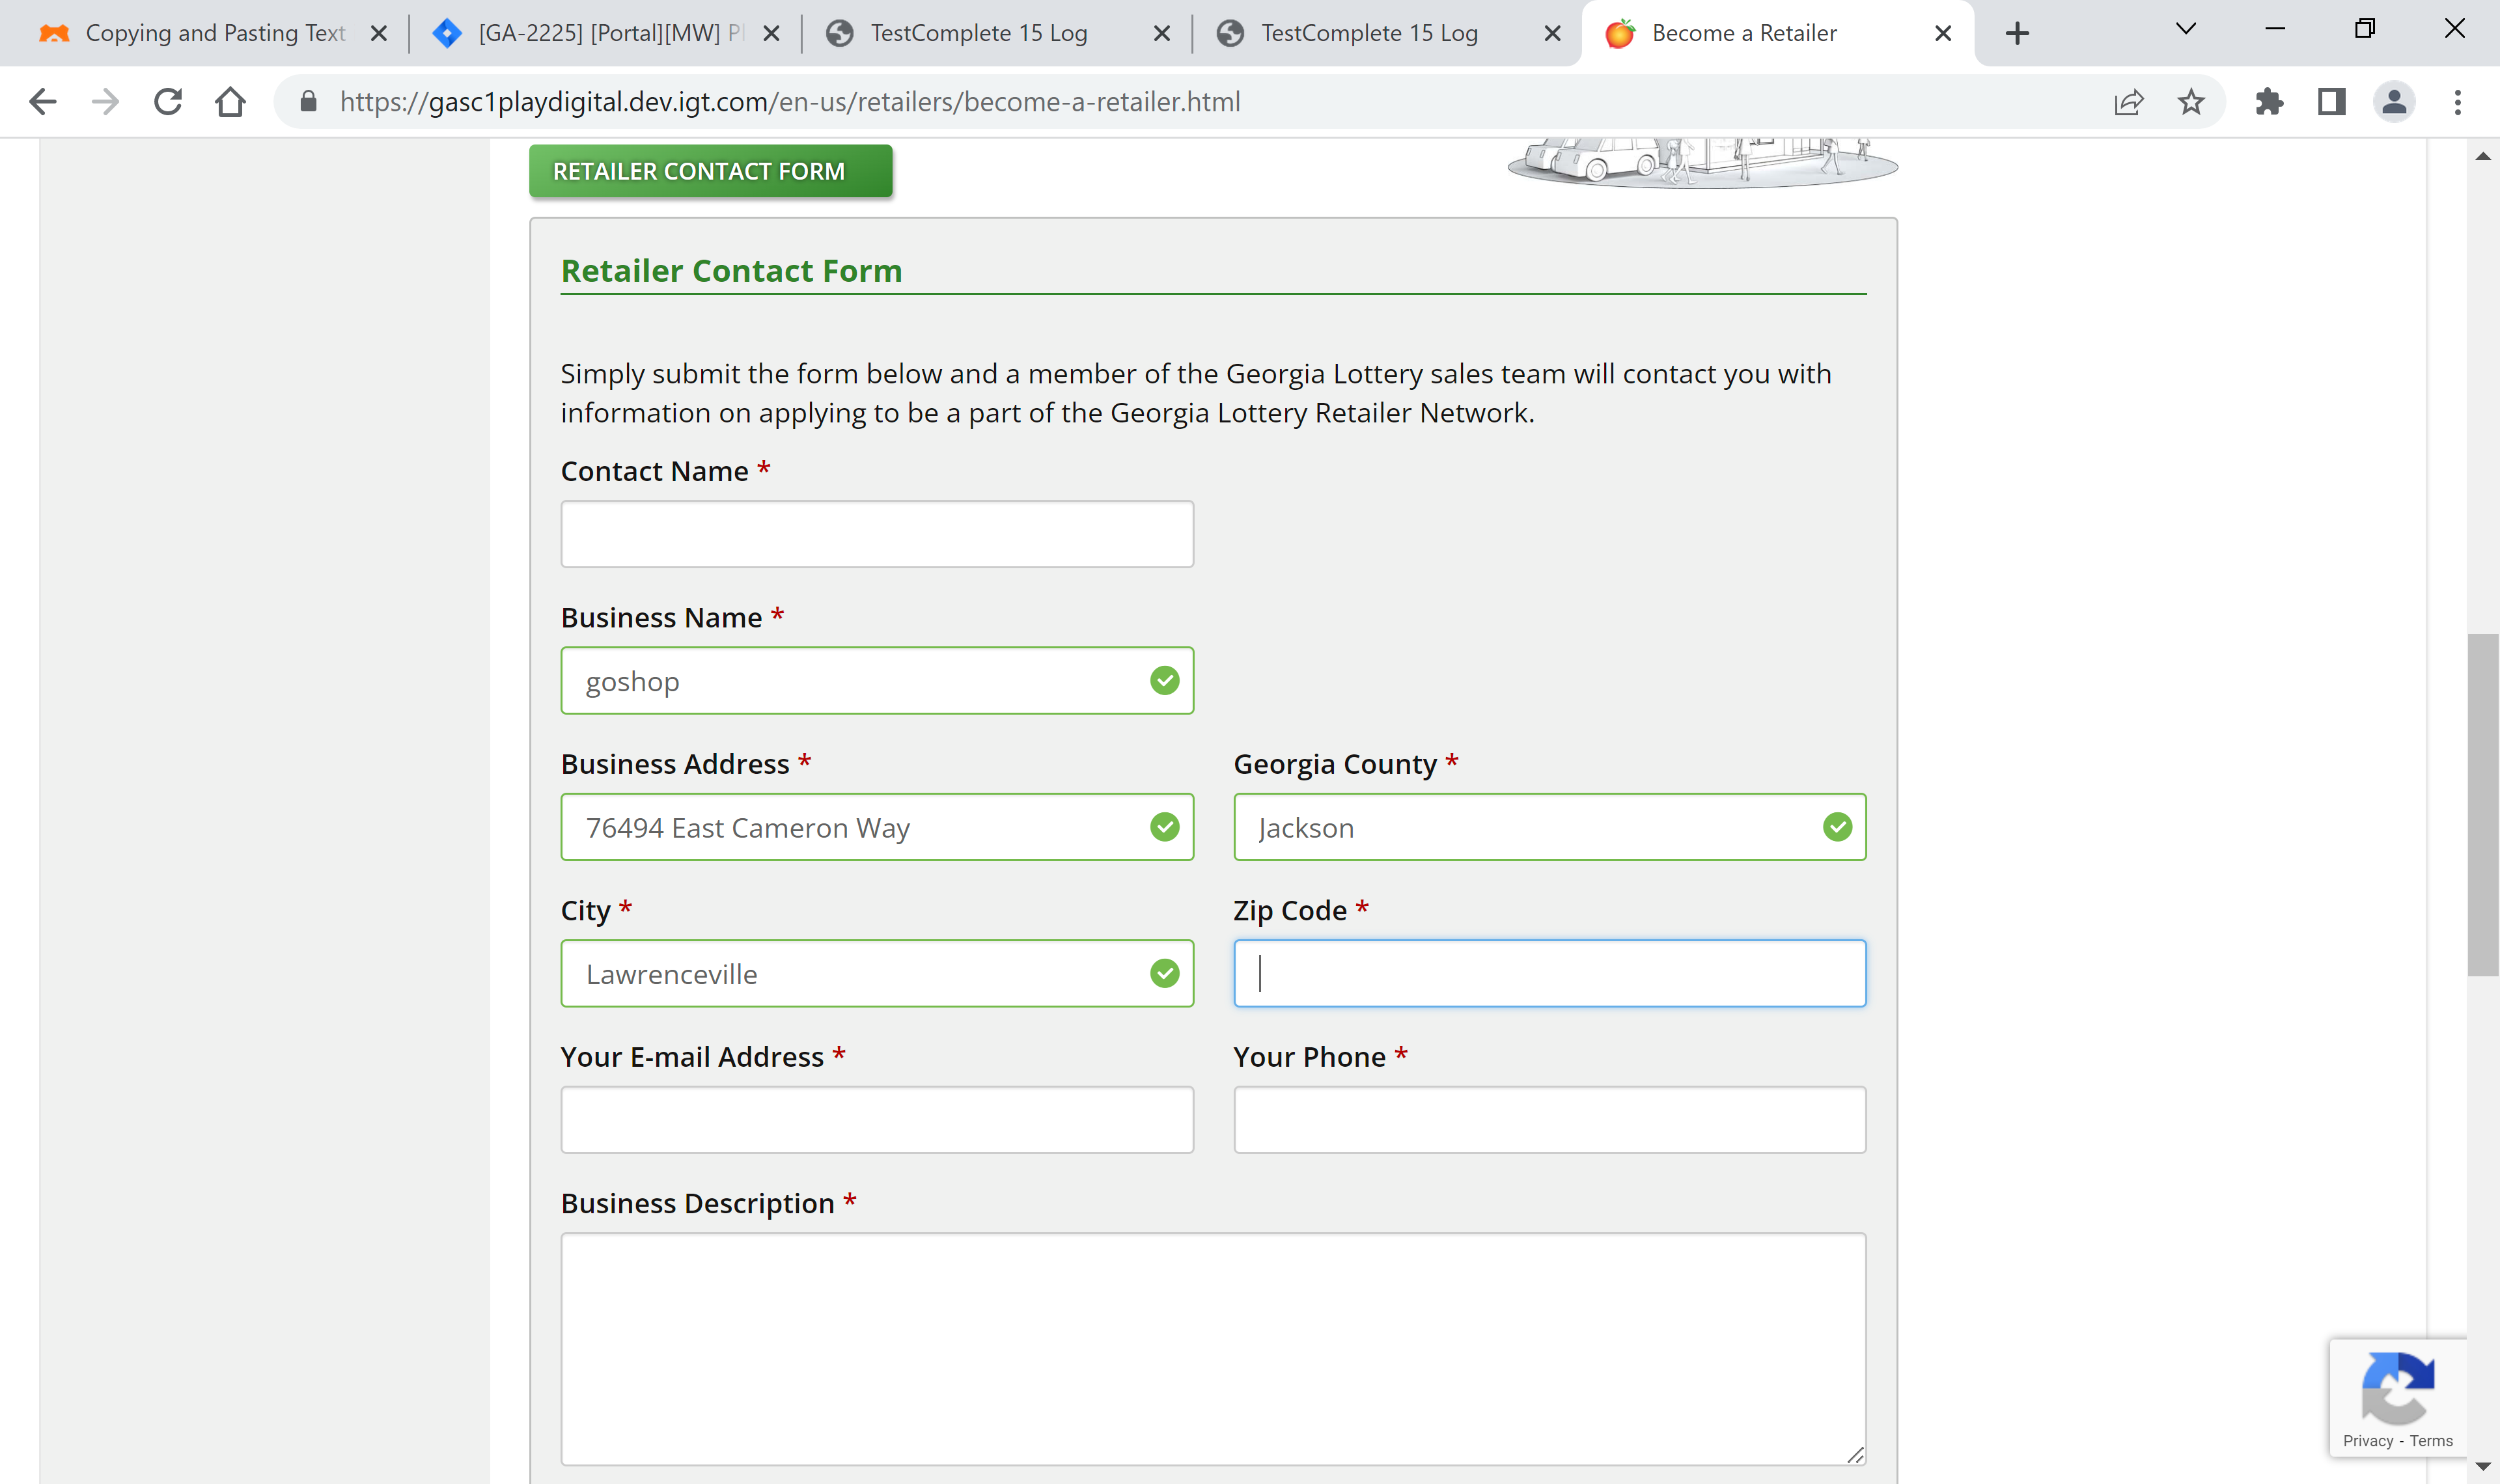 Copying and Pasting Text
[GA-2225] [Portal][MW] Pl
TestComplete 15 Log
TestComplete 15 Log
Become a Retailer
https://gasc1playdigital.dev.igt.com/en-us/retailers/become-a-retailer.html
RETAILER CONTACT FORM
Retailer Contact Form
Simply submit the form below and a member of the Georgia Lottery sales team will contact you with
information on applying to be a part of the Georgia Lottery Retailer Network.
Contact Name *
Business Name *
goshop
Business Address *
Georgia County *
76494 East Cameron Way
Jackson
City *
Zip Code *
Lawrenceville
Your E-mail Address *
Your Phone *
Business Description *
Privacy - Terms